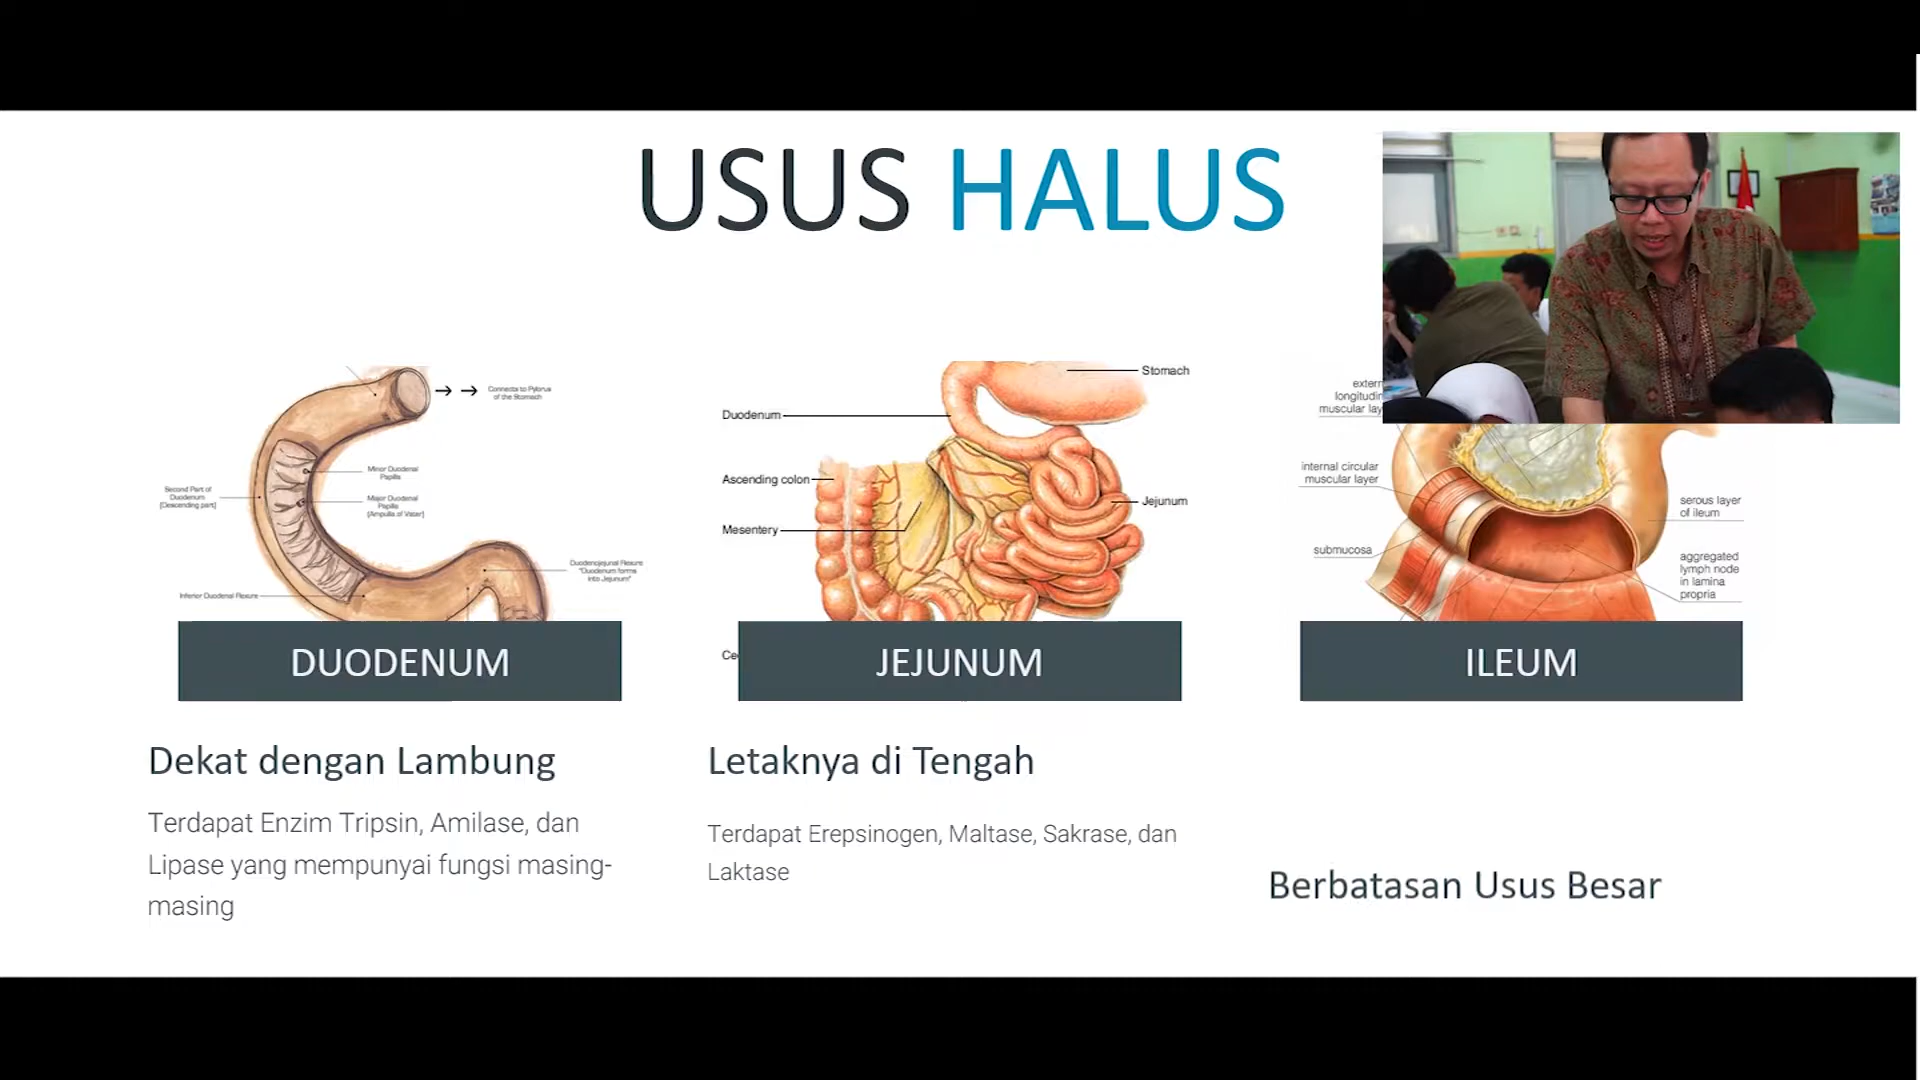 USUS HALUS
Connects to Pylorus
of the Stomach
Minor Duodenal
Papilla
Second Part of
Duodenum
(Descending part)
Major Duodenal
Papilla
(Ampulla of Vater)
Duodenojejunal Flexure
"Duodenum forms
into Jejunum"
Inferior Duodenal Flexure
DUODENUM
Dekat dengan Lambung
Terdapat Enzim Tripsin, Amilase, dan
Lipase yang mempunyai fungsi masing-
masing
Stomach
Duodenum
Ascending colon
Jejunum
Mesentery
JEJUNUM
Letaknya di Tengah
Terdapat Erepsinogen, Maltase, Sakrase, dan
Laktase
extern
longitudin
muscular lay
internal circular
muscular layer
serous layer
of ileum
submucosa
aggregated
lymph node
in lamina
propria
ILEUM
Berbatasan Usus Besar